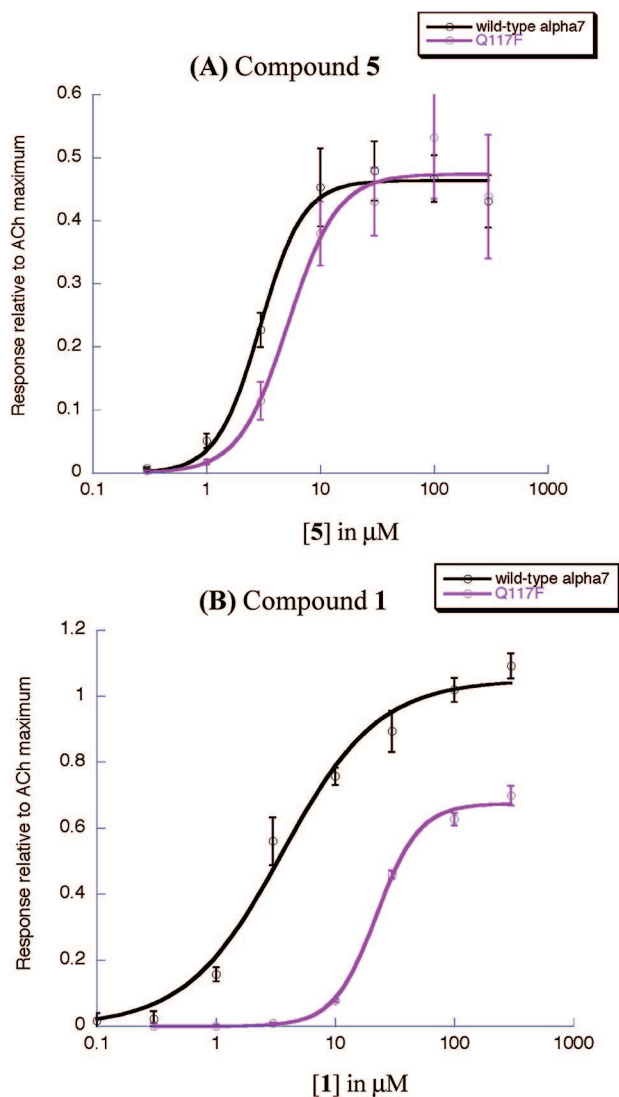 wild-type alpha7
Q117F
(A) Compound 5
Response relative to ACh maximum
0.6
0.5
0.4
0.3
0.2
0.1
0
0.1 1 10 100 1000
[5] in μM
wild-type alpha7
Q117F
(B) Compound 1
Response relative to ACh maximum
1.2
1
0.8
0.6
0.4
0.2
0
0.1 1 10 100 1000
[1] in μM